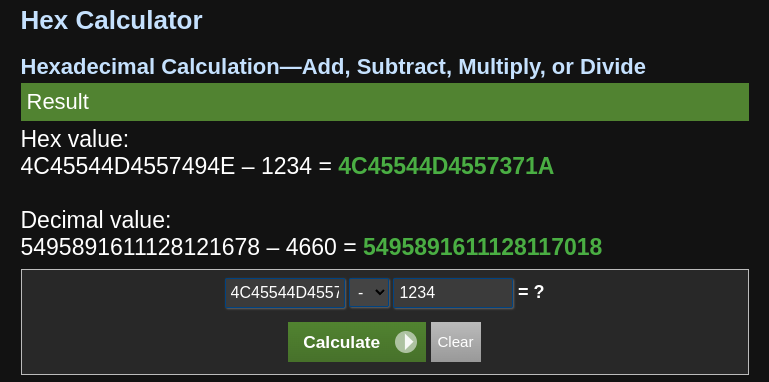 Hex Calculator
Hexadecimal Calculation—Add, Subtract, Multiply, or Divide
Result
Hex value:
4C45544D4557494E – 1234 = 4C45544D4557371A
Decimal value:
5495891611128121678 – 4660 = 5495891611128117018
4C45544D4557 - 1234 = ?
Calculate Clear